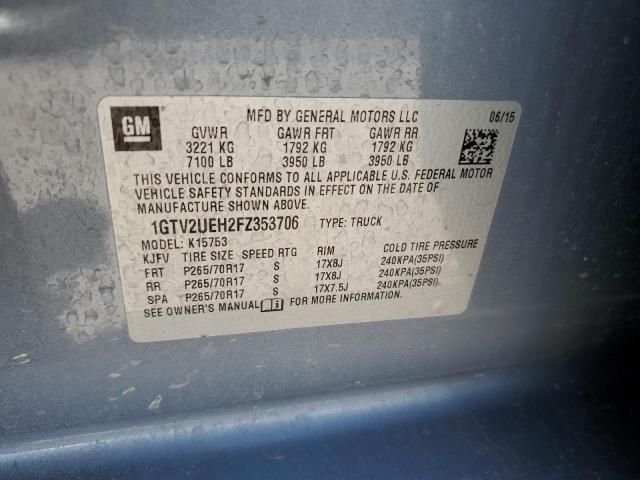 GM
MFD BY GENERAL MOTORS LLC 06/15
GVWR GAWR FRT GAWR RR
3221 KG 1792 KG 1792 KG
7100 LB 3950 LB 3950 LB
THIS VEHICLE CONFORMS TO ALL APPLICABLE U.S. FEDERAL MOTOR
VEHICLE SAFETY STANDARDS IN EFFECT ON THE DATE OF
MANUFACTURE SHOWN ABOVE.
1GTV2UEH2FZ353706 TYPE: TRUCK
MODEL: K15753
KJFV TIRE SIZE SPEED RTG RIM COLD TIRE PRESSURE
FRT P265/70R17 S 17X8J 240KPA(35PSI)
RR P265/70R17 S 17X8J 240KPA(35PSI)
SPA P265/70R17 S 17X7.5J 240KPA(35PSI)
SEE OWNER'S MANUAL